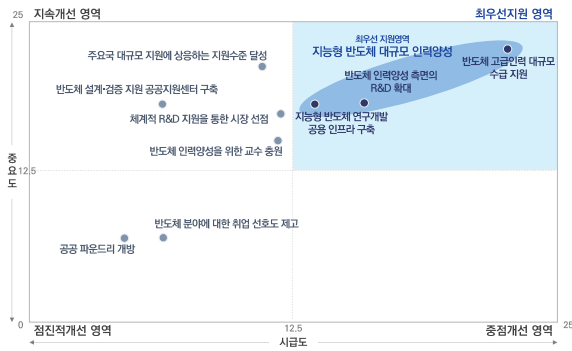 25
지속개선 영역
최우선지원 영역
최우선 지원영역
지능형 반도체 대규모 인력양성
주요국 대규모 지원에 상응하는 지원수준 달성
반도체 고급인력 대규모
수급 지원
반도체 인력양성 측면의
R&D 확대
반도체 설계·검증 지원 공공지원센터 구축
체계적 R&D 지원을 통한 시장 선점
지능형 반도체 연구개발
공용 인프라 구축
반도체 인력양성을 위한 교수 충원
중요도
12.5
반도체 분야에 대한 취업 선호도 제고
공공 파운드리 개방
0
점진적개선 영역
12.5
중점개선 영역
25
시급도